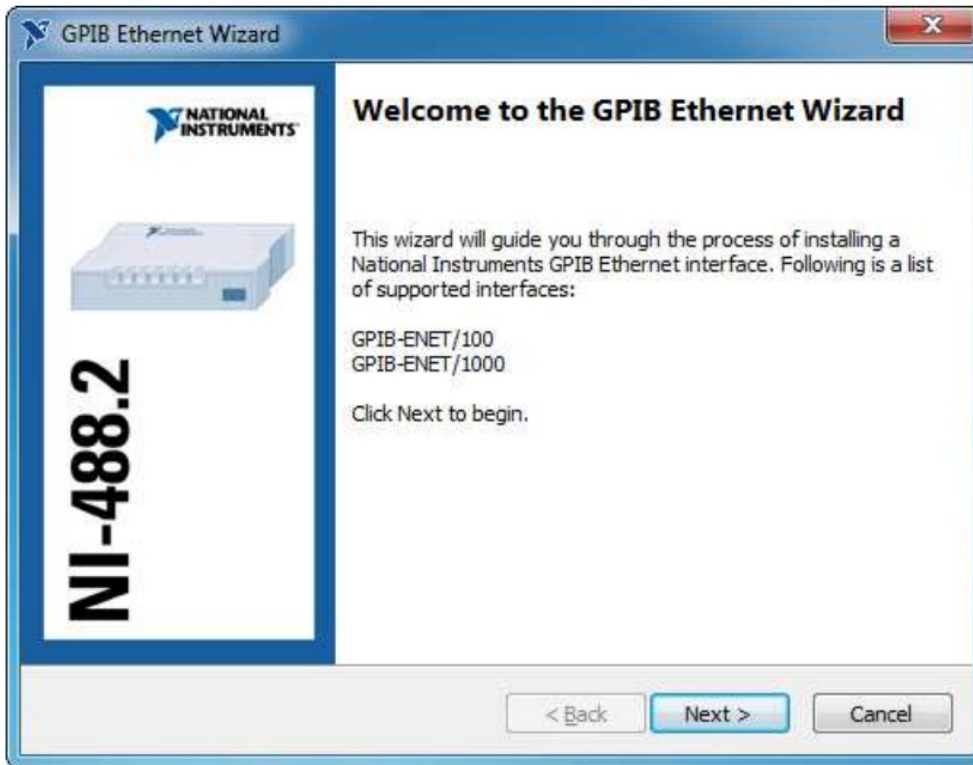 GPIB Ethernet Wizard
NATIONAL
INSTRUMENTS
NI-488.2
Welcome to the GPIB Ethernet Wizard
This wizard will guide you through the process of installing a
National Instruments GPIB Ethernet interface. Following is a list
of supported interfaces:
GPIB-ENET/100
GPIB-ENET/1000
Click Next to begin.
< Back
Next >
Cancel